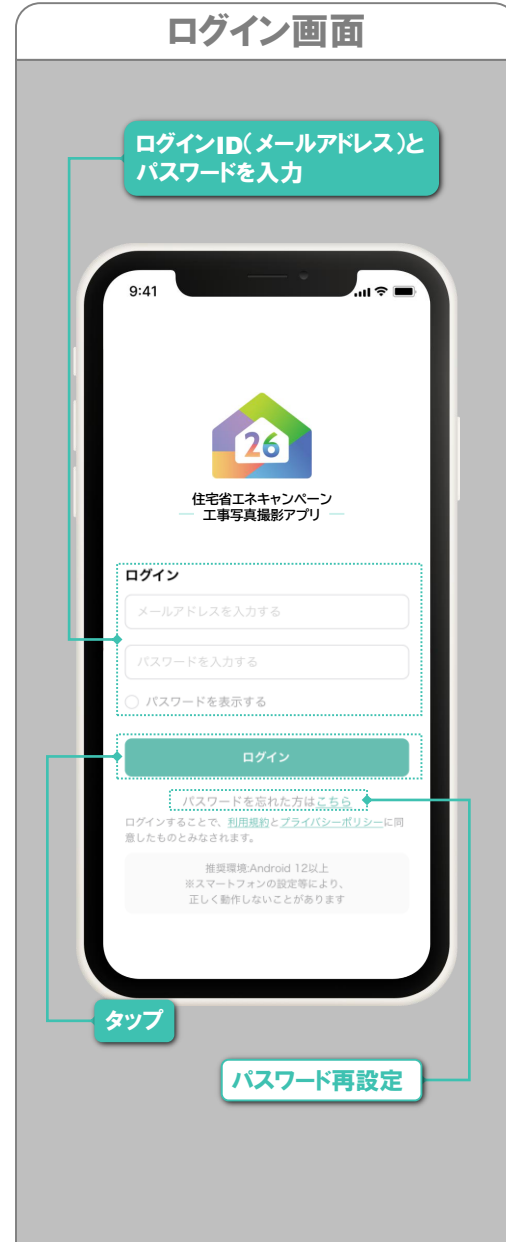 ログイン画面
ログインID(メールアドレス)と
パスワードを入力
9:41
26
住宅省エネキャンペーン
工事写真撮影アプリ
ログイン
メールアドレスを入力する
パスワードを入力する
パスワードを表示する
ログイン
パスワードを忘れた方はこちら
ログインすることで、利用規約とプライバシーポリシーに同
意したものとみなされます。
推奨環境:Android 12以上
※スマートフォンの設定等により、
正しく動作しないことがあります
タップ
パスワード再設定